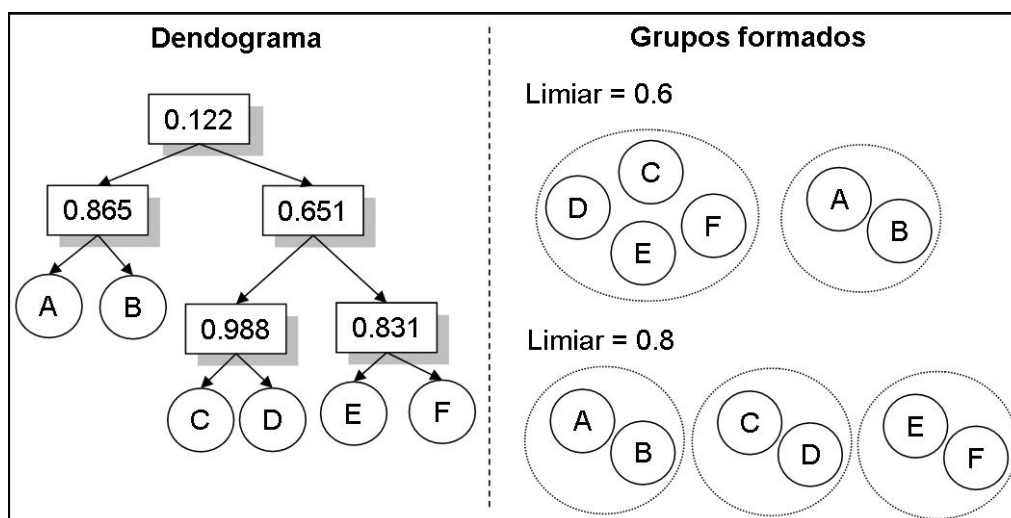 Dendograma
0.122
0.865 0.651
A B
0.988 0.831
C D E F
Grupos formados
Limiar = 0.6
C
D
F
E
A
B
Limiar = 0.8
A
B
C
D
E
F